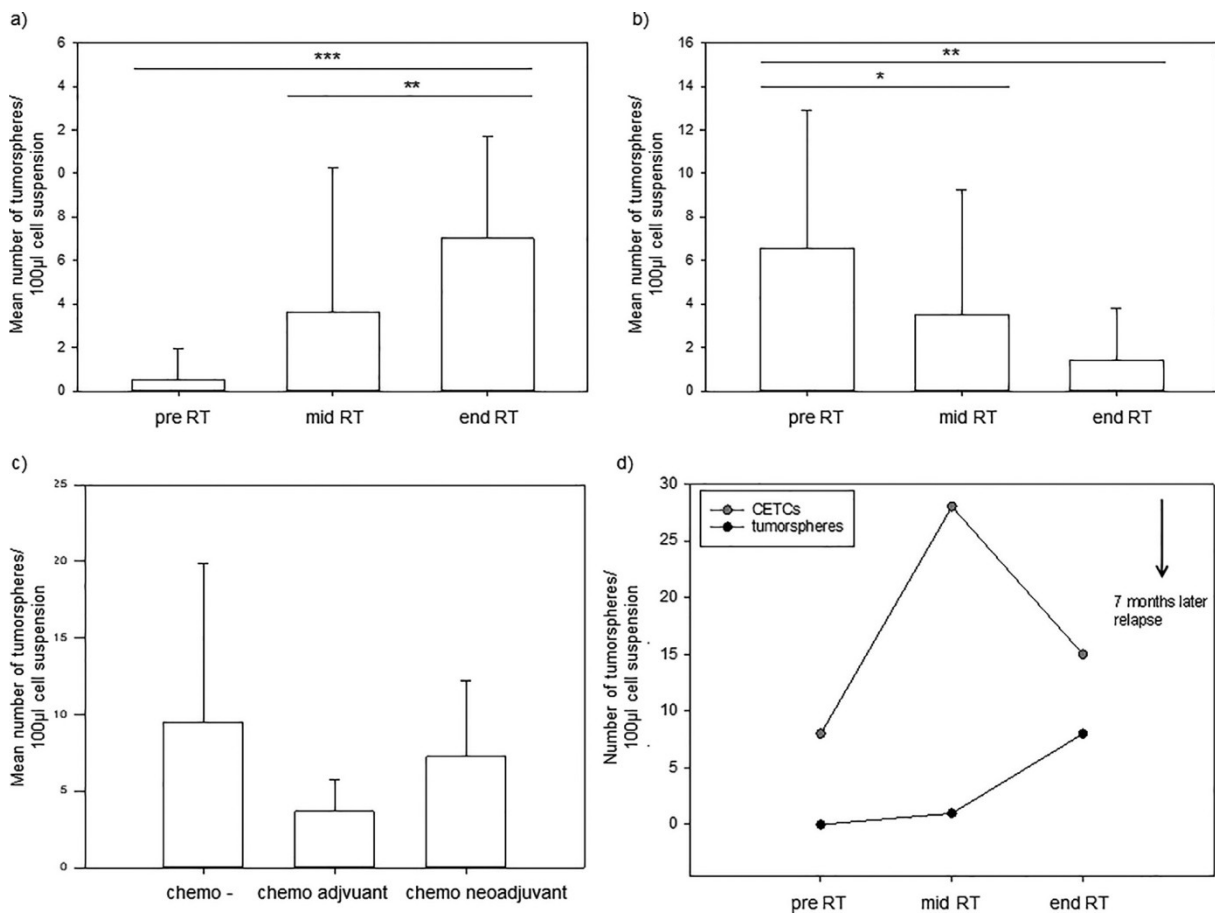 a)
Mean number of tumorspheres/
100µl cell suspension
6
4
2
0
8
6
4
2
0
***
**
pre RT
mid RT
end RT
b)
Mean number of tumorspheres/
100µl cell suspension
16
14
12
10
8
6
4
2
0
**
*
pre RT
mid RT
end RT
c)
Mean number of tumorspheres/
100µl cell suspension
25
20
15
10
5
0
chemo -
chemo adjvuant
chemo neoadjuvant
d)
Number of tumorspheres/
100µl cell suspension
30
25
20
15
10
5
0
CETCs
tumorspheres
7 months later
relapse
pre RT
mid RT
end RT